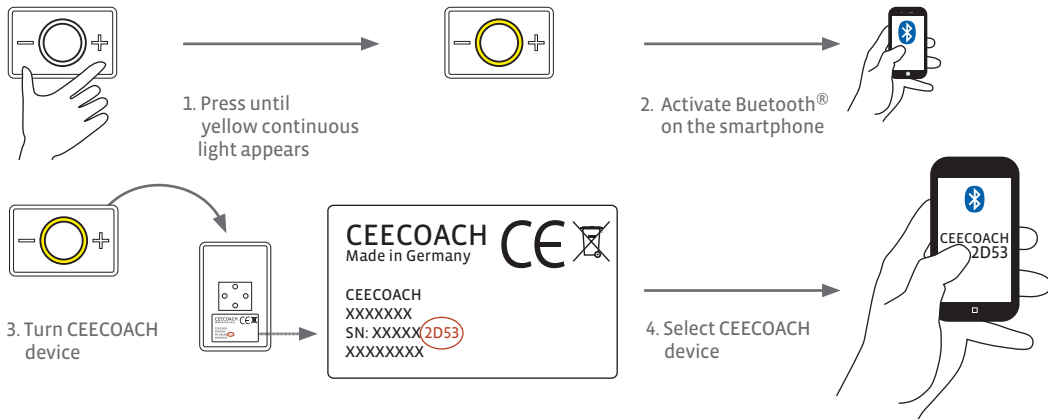 1. Press until
yellow continuous
light appears
2. Activate Buetooth®
on the smartphone
3. Turn CEECOACH
device
CEECOACH
Made in Germany
CE
CEECOACH
XXXXXXX
SN: XXXXX2D53
XXXXXXXX
4. Select CEECOACH
device
CEECOACH
2D53